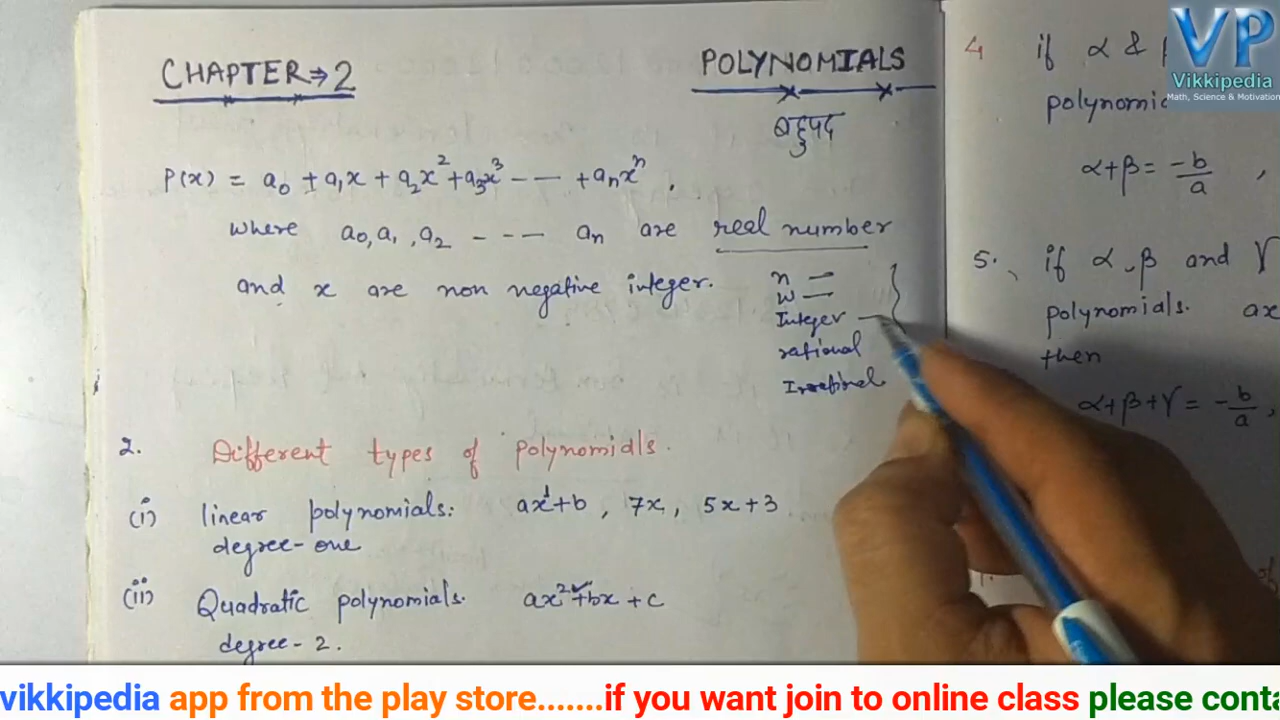 CHAPTER ⇒ 2
POLYNOMIALS
बहुपद
P(x) = a₀ + a₁x + a₂x² + a₃x³ -- --- + aₙxⁿ .
where a₀, a₁, a₂ - --- aₙ are real number
and x are non negative integer.
n —
w —
Integer —
rational
2. Different types of polynomials.
(i) linear polynomials: ax¹+b , 7x , 5x+3
degree-one
(ii) Quadratic polynomials. ax²+bx+c
degree-2.
4 if α &
polynomi
α+β = -b/a ,
5. if α, β and γ
polynomials. ax
then
α+β+γ = -b/a ,
VP
Vikkipedia
Math, Science & Motivation
vikkipedia app from the play store.......if you want join to online class please conta